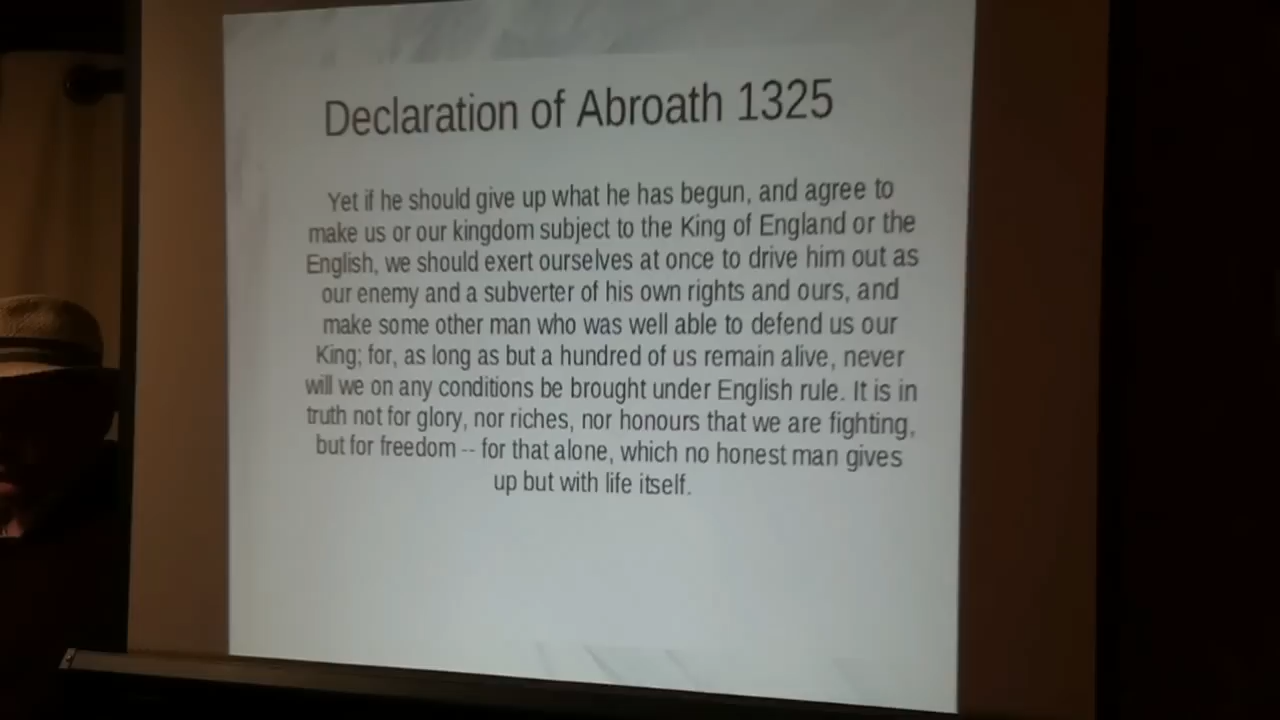 Declaration of Abroath 1325
Yet if he should give up what he has begun, and agree to
make us or our kingdom subject to the King of England or the
English, we should exert ourselves at once to drive him out as
our enemy and a subverter of his own rights and ours, and
make some other man who was well able to defend us our
King; for, as long as but a hundred of us remain alive, never
will we on any conditions be brought under English rule. It is in
truth not for glory, nor riches, nor honours that we are fighting,
but for freedom -- for that alone, which no honest man gives
up but with life itself.